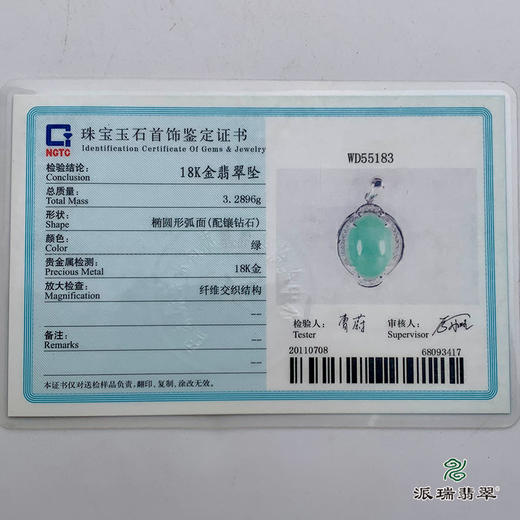 珠宝玉石首饰鉴定证书
Identification Certificate Of Gems & Jewelry
NGTC
检验结论:
Conclusion
18K金翡翠坠
总质量:
Total Mass
3.2896g
形状:
Shape
椭圆形弧面(配镶钻石)
颜色:
Color
绿
贵金属检测:
Precious Metal
18K金
放大检查:
Magnification
纤维交织结构
--
备注:
Remarks
--
--
本证书仅对送检样品负责,翻印、复制、涂改无效。
WD55183
检验人:
Tester
审核人:
Supervisor
20110708
68093417
派瑞翡翠